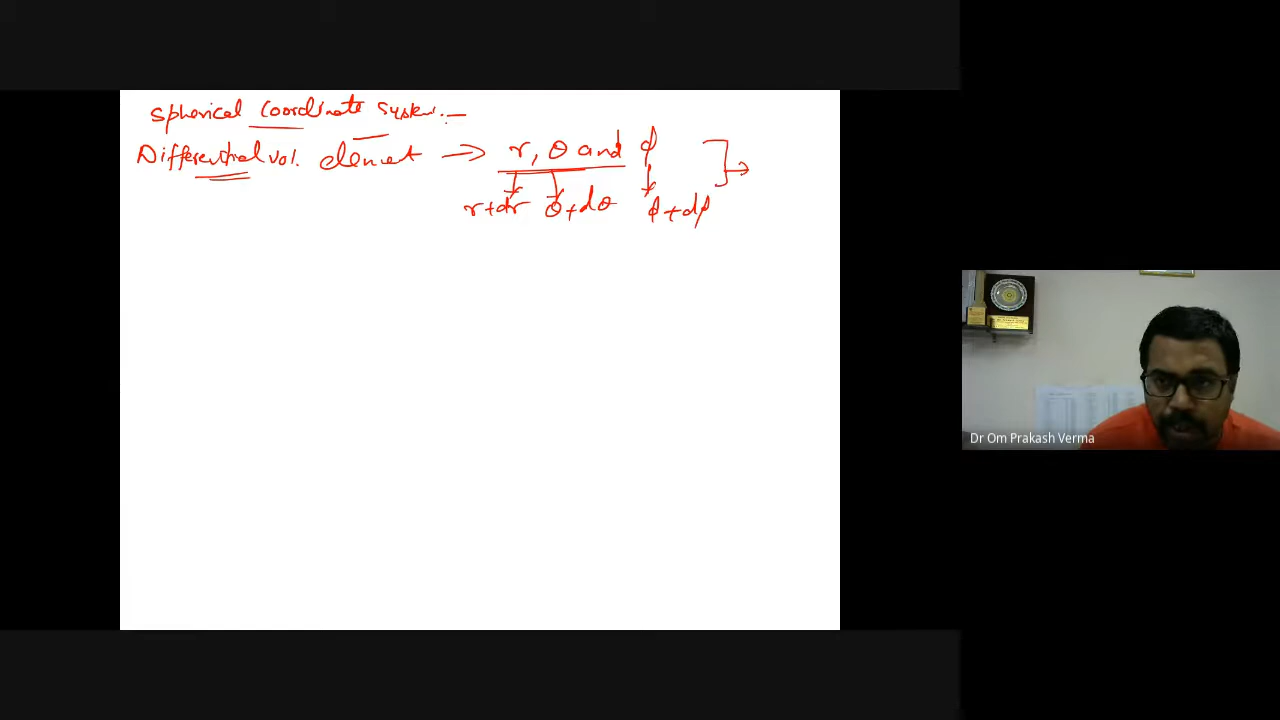 Spherical coordinate system:—
Differential vol. element → r, θ and φ
r+dr θ+dθ φ+dφ
Dr Om Prakash Verma